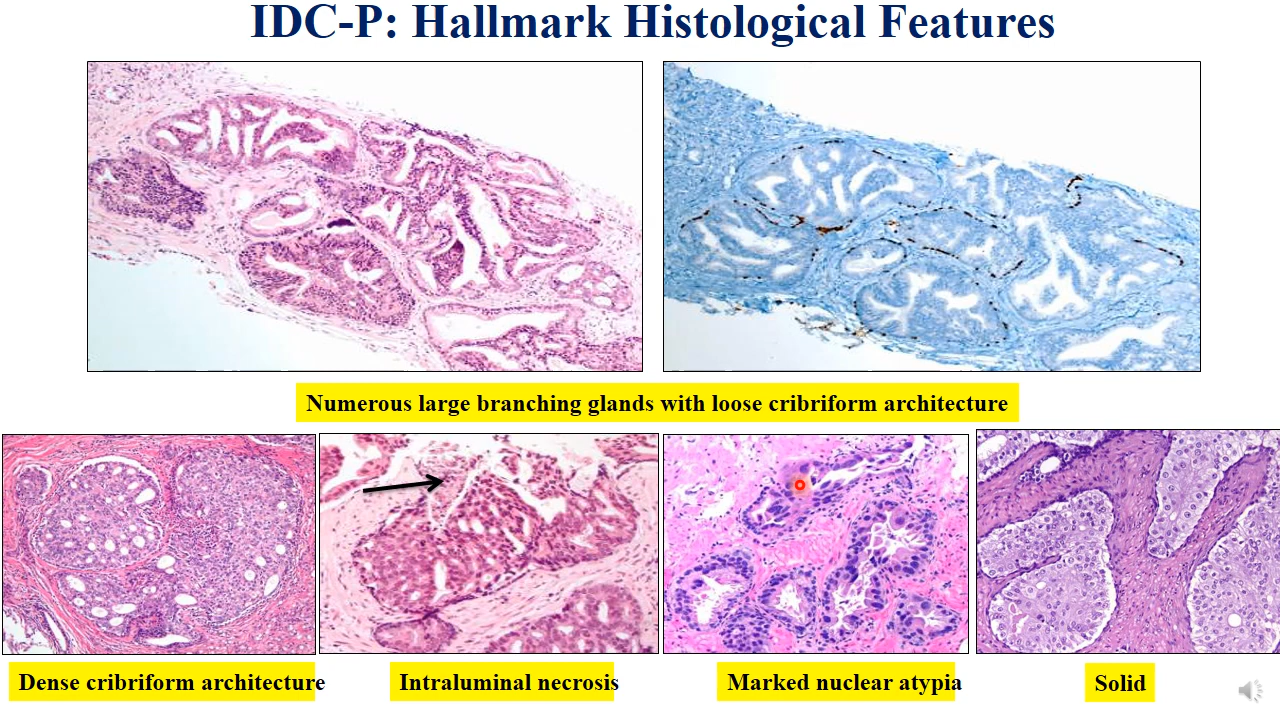 IDC-P: Hallmark Histological Features
Numerous large branching glands with loose cribriform architecture
Dense cribriform architecture
Intraluminal necrosis
Marked nuclear atypia
Solid